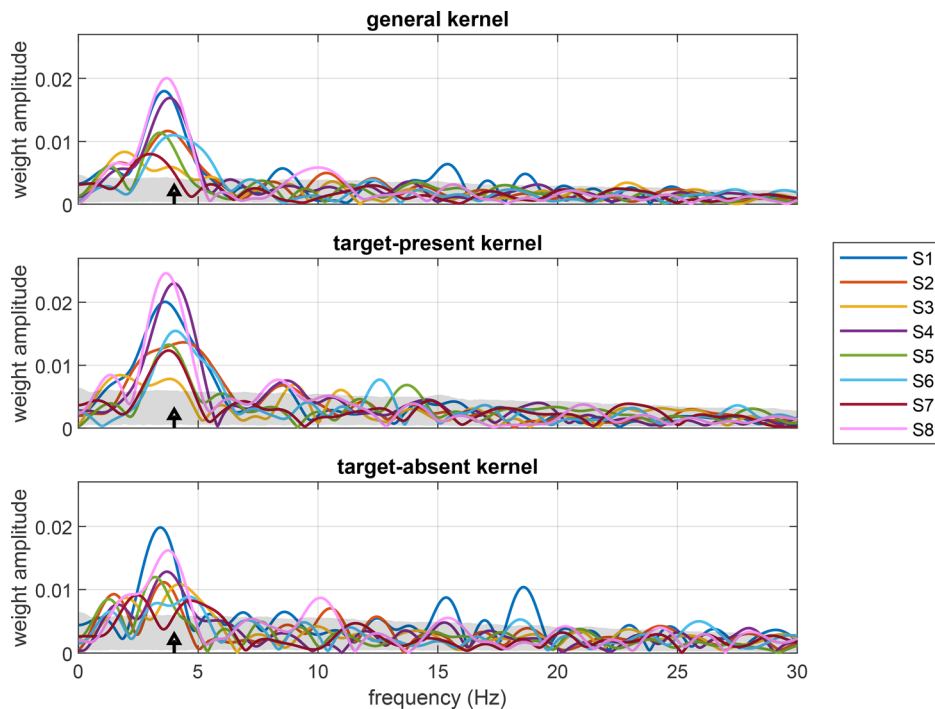 general kernel
weight amplitude
0.02
0.01
0
target-present kernel
weight amplitude
0.02
0.01
0
S1
S2
S3
S4
S5
S6
S7
S8
target-absent kernel
weight amplitude
0.02
0.01
0
0 5 10 15 20 25 30
frequency (Hz)